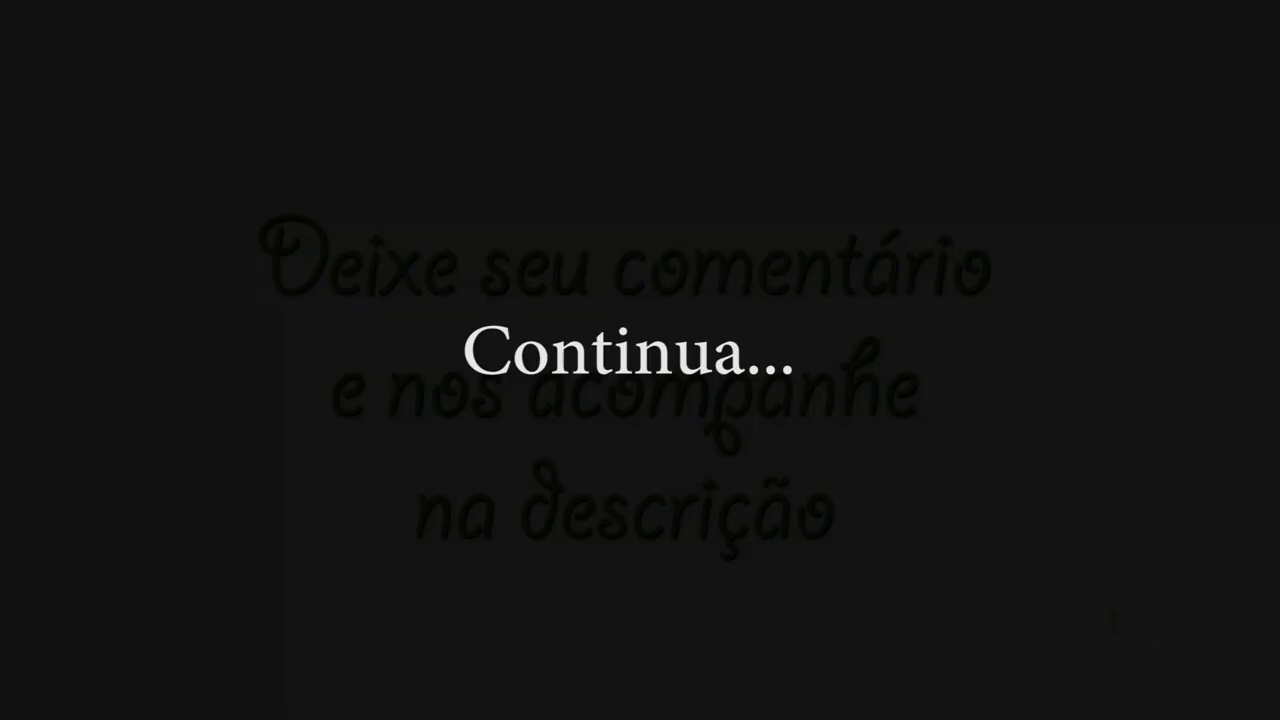 Deixe seu comentário
Continua...
e nos acompanhe
na descrição